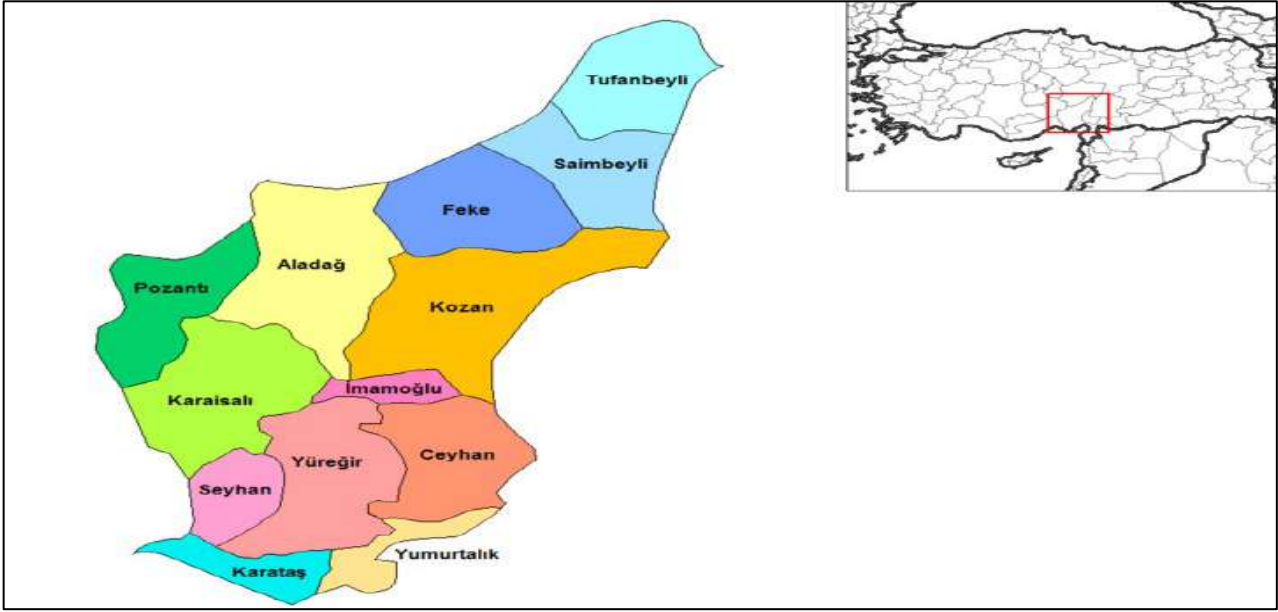 Tufanbeyli
Saimbeyli
Feke
Aladağ
Pozantı
Kozan
İmamoğlu
Karaisalı
Ceyhan
Yüreğir
Seyhan
Yumurtalık
Karataş